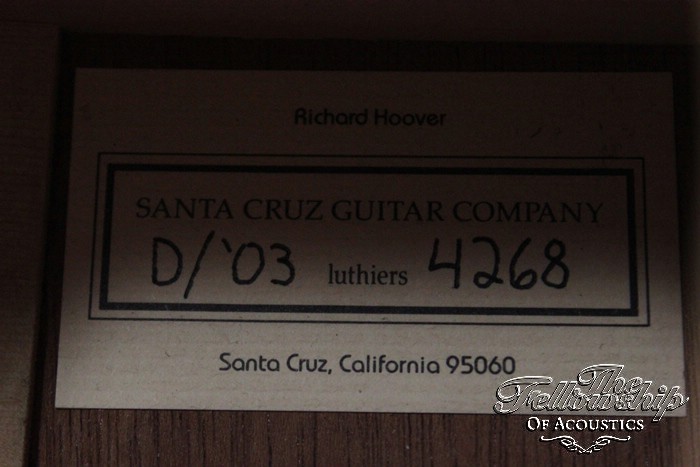 Richard Hoover
SANTA CRUZ GUITAR COMPANY
D/'03 luthiers 4268
Santa Cruz, California 95060
The
Fellowship
OF ACOUSTICS